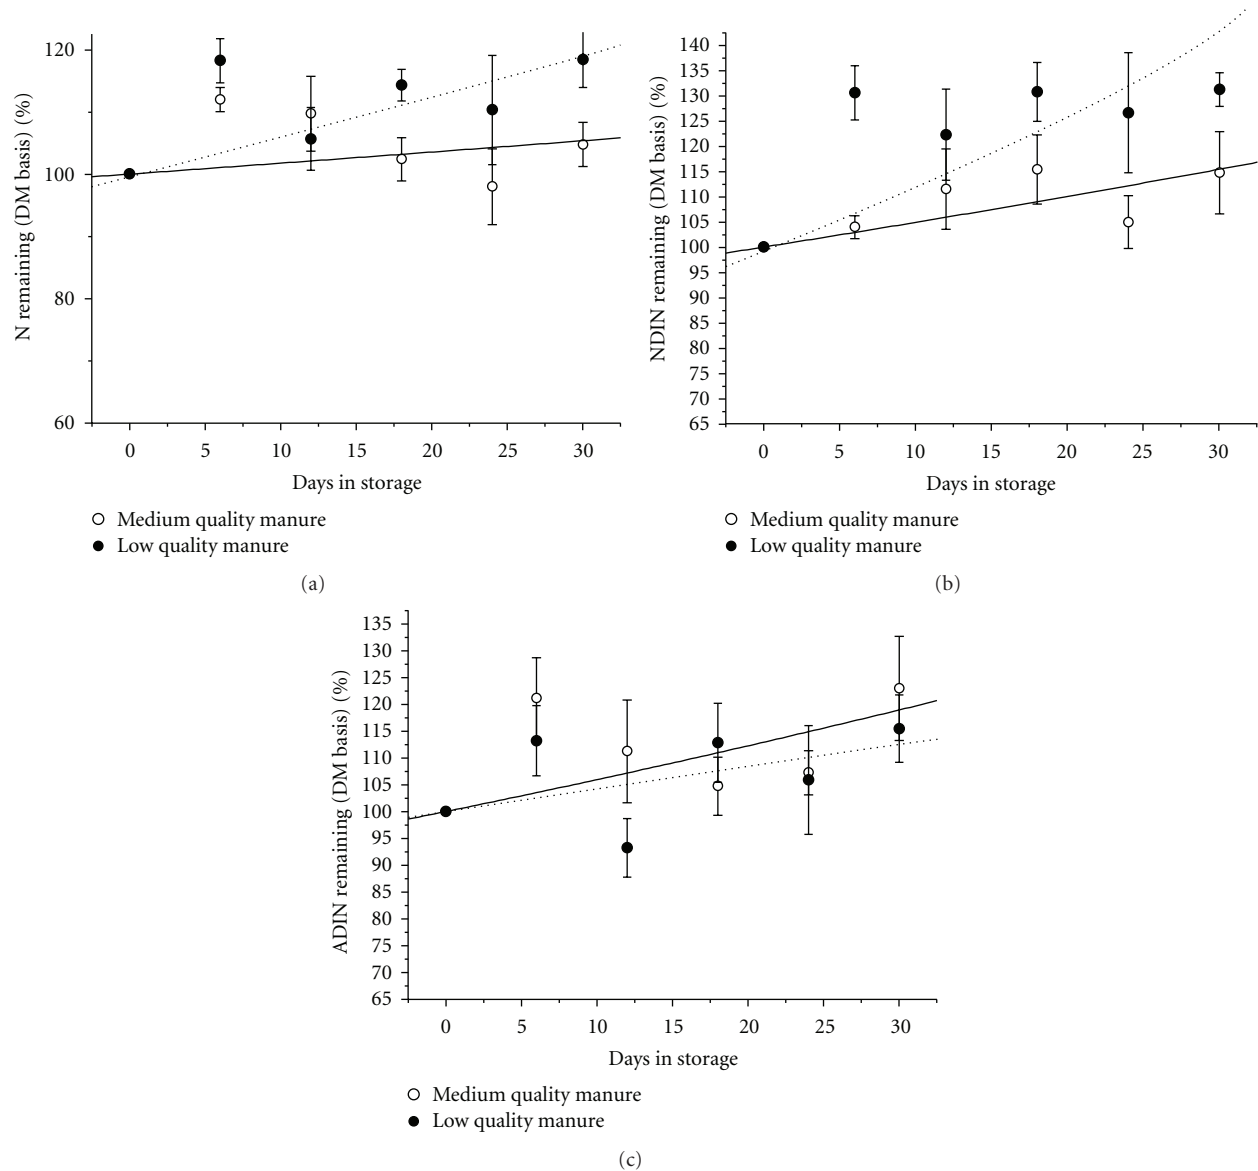 N remaining (DM basis) (%)
120
100
80
60
0 5 10 15 20 25 30
Days in storage
Medium quality manure
Low quality manure
(a)
NDIN remaining (DM basis) (%)
140
135
130
125
120
115
110
105
100
95
90
85
80
75
70
65
0 5 10 15 20 25 30
Days in storage
Medium quality manure
Low quality manure
(b)
ADIN remaining (DM basis) (%)
135
130
125
120
115
110
105
100
95
90
85
80
75
70
65
0 5 10 15 20 25 30
Days in storage
Medium quality manure
Low quality manure
(c)